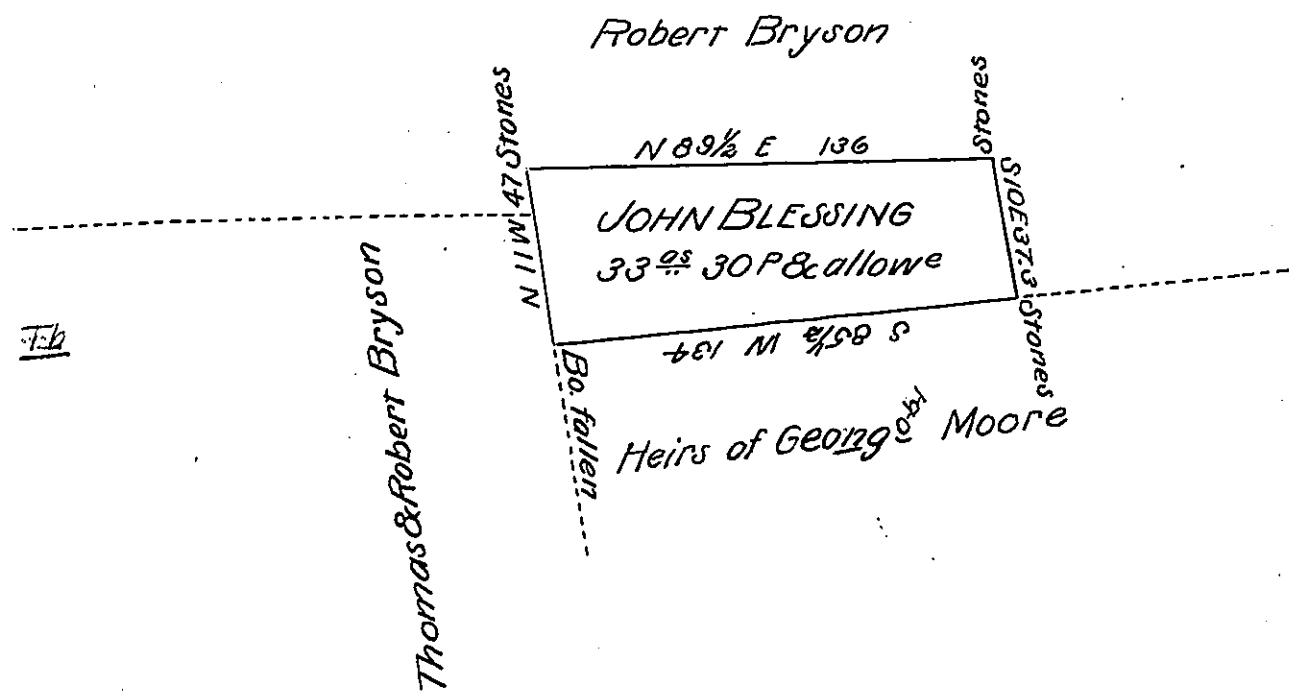 Robert Bryson
Stones
Stones
N 89½ E 136
N 11 W 47
S 10 E 37.3
JOHN BLESSING
33 as 30 P & c allowe
S 85½ W 134
Stones
Bo. fallen
Heirs of Moore
Thomas & Robert Bryson